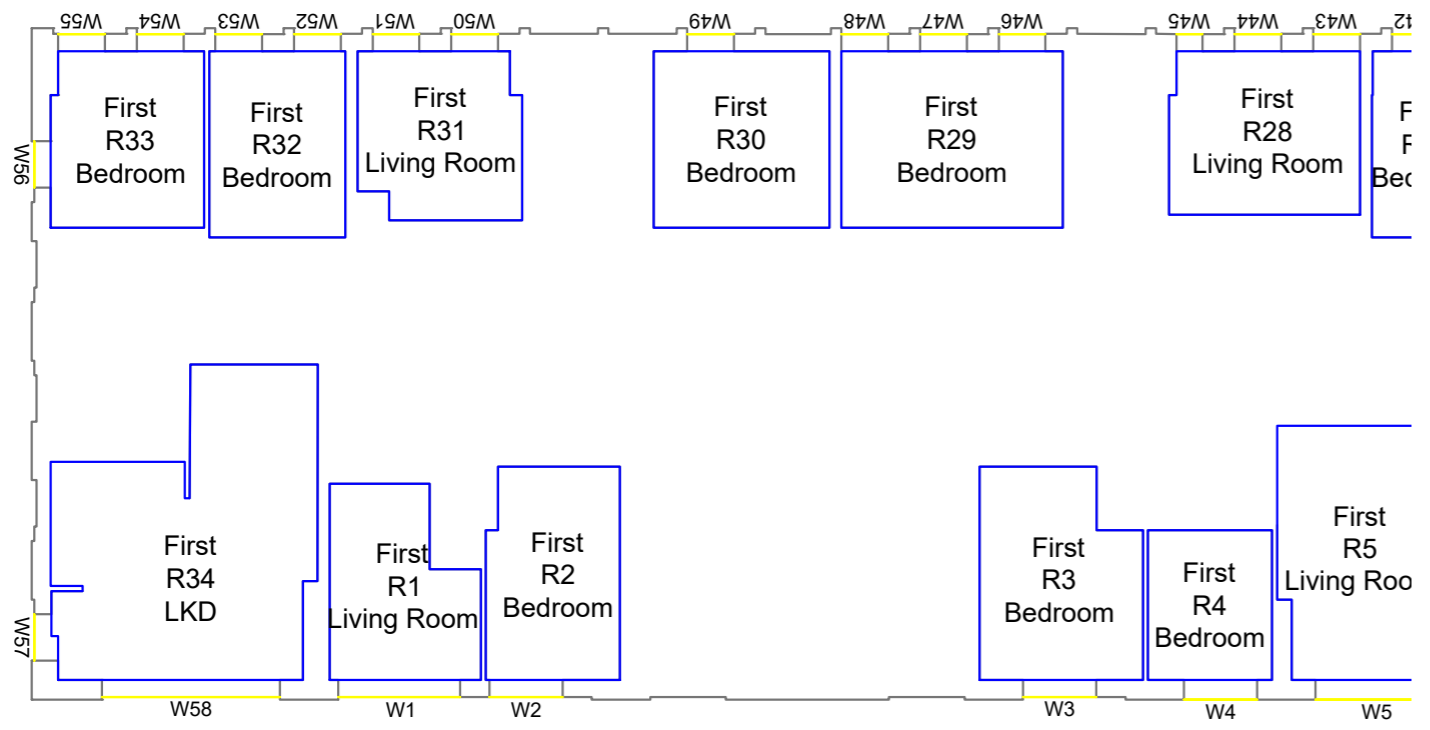 W55 W54 W53 W52 W51 W50 W49 W48 W47 W46 W45 W44 W43
First
R33
Bedroom
First
R32
Bedroom
First
R31
Living Room
First
R30
Bedroom
First
R29
Bedroom
First
R28
Living Room
W56
First
R34
LKD
First
R1
Living Room
First
R2
Bedroom
First
R3
Bedroom
First
R4
Bedroom
First
R5
Living Roo
W57
W58 W1 W2 W3 W4 W5